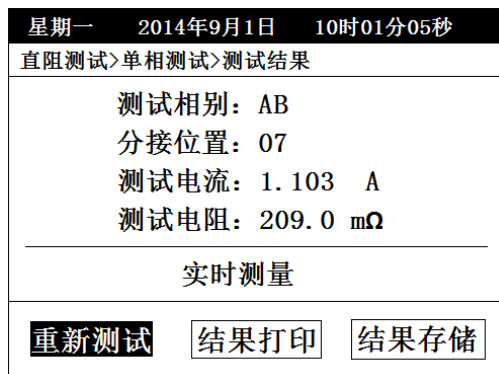 星期一 2014年9月1日 10时01分05秒
直阻测试>单相测试>测试结果
测试相别: AB
分接位置: 07
测试电流: 1.103 A
测试电阻: 209.0 mΩ
实时测量
重新测试 结果打印 结果存储